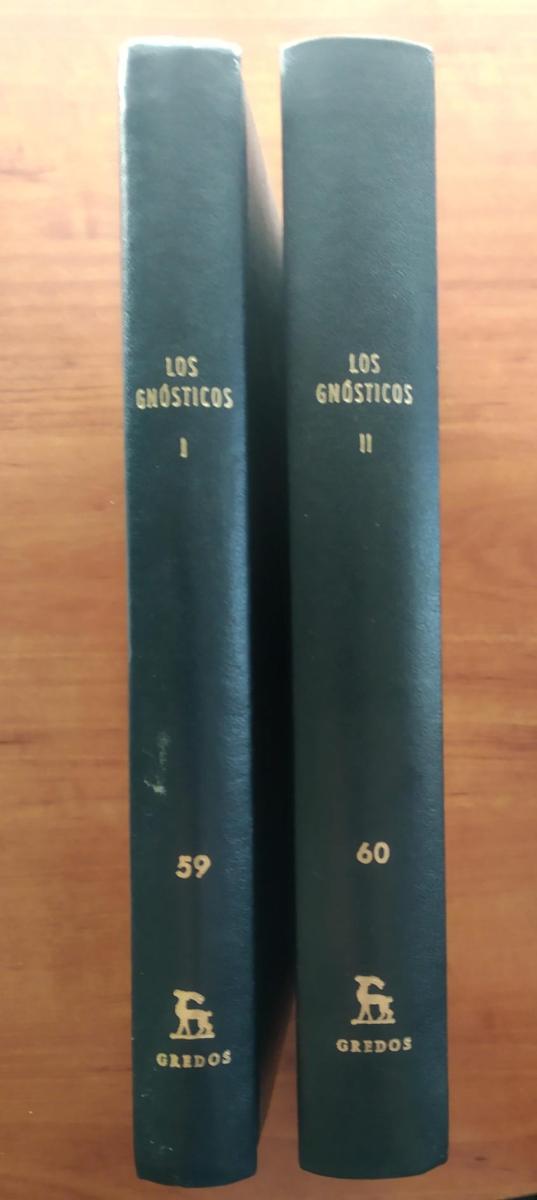 LOS
GNÓSTICOS
I
59
GREDOS
LOS
GNÓSTICOS
II
60
GREDOS